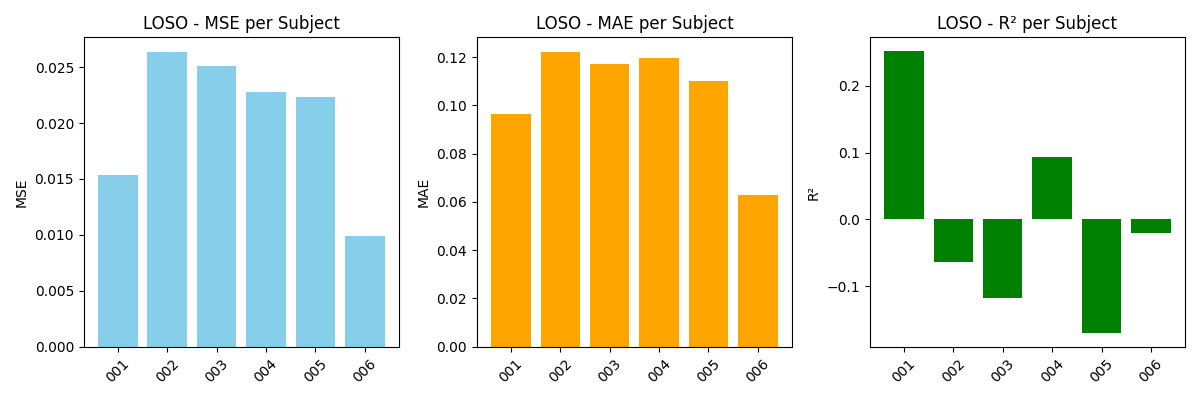 LOSO - MSE per Subject
MSE
0.025
0.020
0.015
0.010
0.005
0.000
001 002 003 004 005 006
LOSO - MAE per Subject
MAE
0.12
0.10
0.08
0.06
0.04
0.02
0.00
001 002 003 004 005 006
LOSO - R² per Subject
R²
0.2
0.1
0.0
−0.1
001 002 003 004 005 006